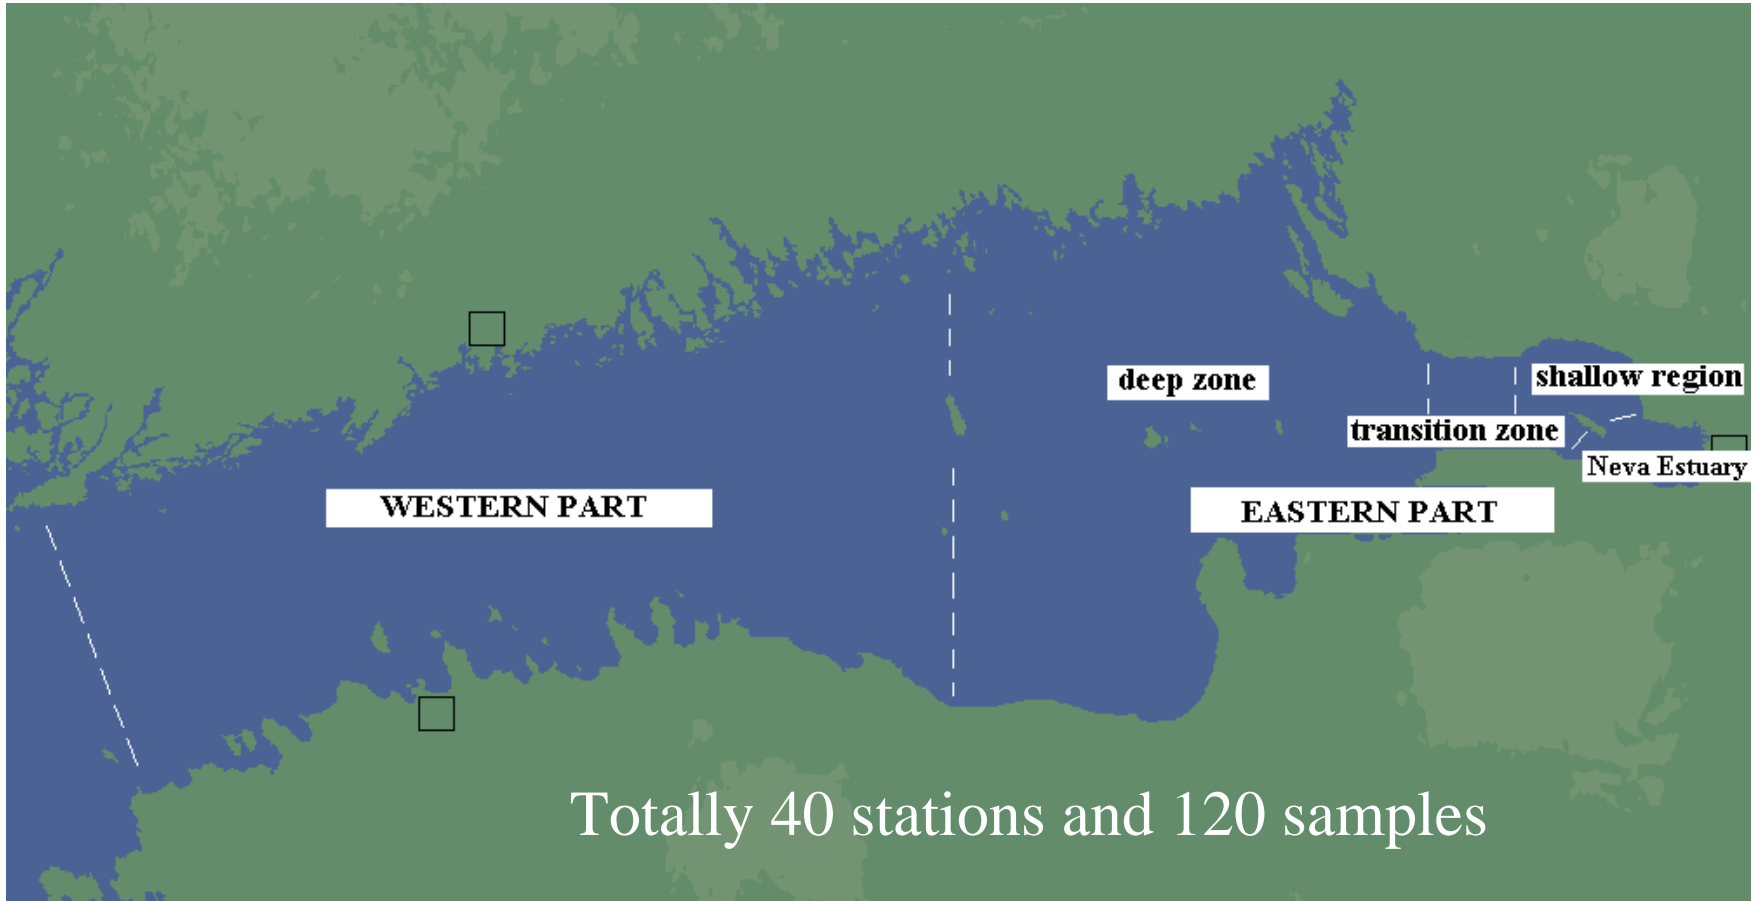 deep zone
shallow region
transition zone
Neva Estuary
WESTERN PART
EASTERN PART
Totally 40 stations and 120 samples